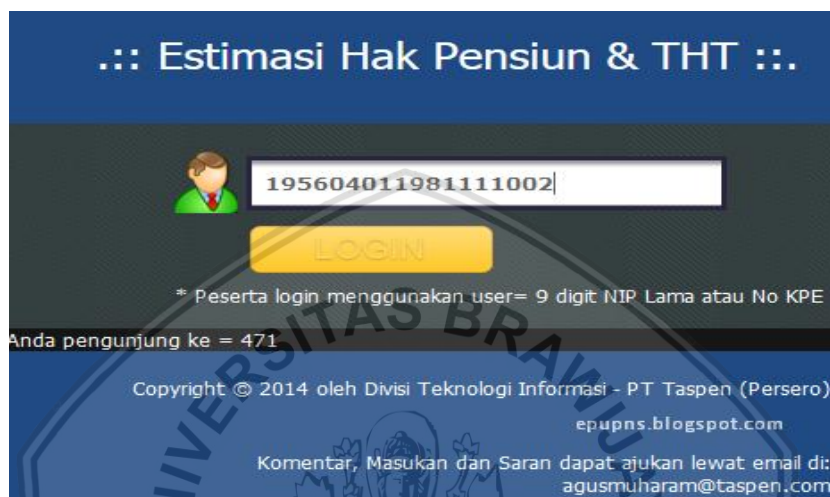 .:: Estimasi Hak Pensiun & THT ::.
195604011981111002
LOGIN
* Peserta login menggunakan user= 9 digit NIP Lama atau No KPE
Anda pengunjung ke = 471
UNIVERSITAS BRAWIJ
Copyright © 2014 oleh Divisi Teknologi Informasi - PT Taspen (Persero)
epupns.blogspot.com
Komentar, Masukan dan Saran dapat ajukan lewat email di:
agusmuharam@taspen.com